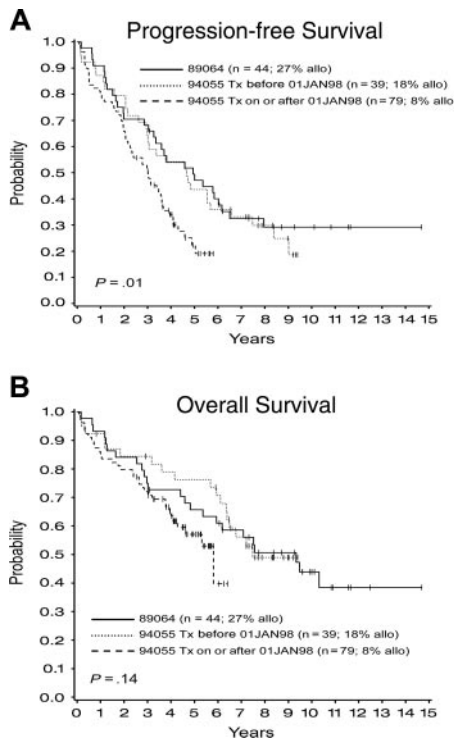 A
Progression-free Survival
89064 (n = 44; 27% allo)
94055 Tx before 01JAN98 (n = 39; 18% allo)
94055 Tx on or after 01JAN98 (n = 79; 8% allo)
Probability
1.0
0.9
0.8
0.7
0.6
0.5
0.4
0.3
0.2
0.1
0.0
P = .01
0 1 2 3 4 5 6 7 8 9 10 11 12 13 14 15
Years
B
Overall Survival
Probability
1.0
0.9
0.8
0.7
0.6
0.5
0.4
0.3
0.2
0.1
0.0
89064 (n = 44; 27% allo)
94055 Tx before 01JAN98 (n = 39; 18% allo)
94055 Tx on or after 01JAN98 (n = 79; 8% allo)
P = .14
0 1 2 3 4 5 6 7 8 9 10 11 12 13 14 15
Years